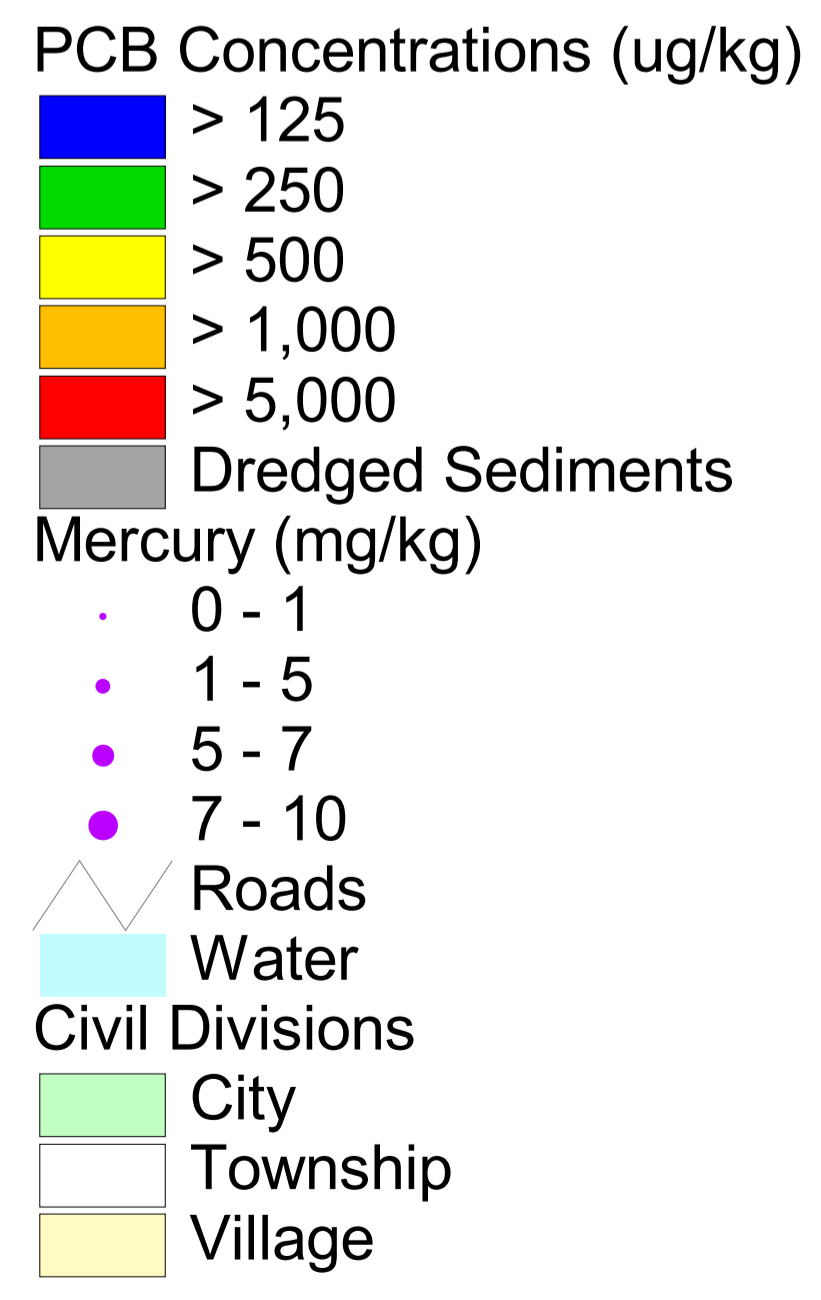 PCB Concentrations (ug/kg)
> 125
> 250
> 500
> 1,000
> 5,000
Dredged Sediments
Mercury (mg/kg)
0 - 1
1 - 5
5 - 7
7 - 10
Roads
Water
Civil Divisions
City
Township
Village